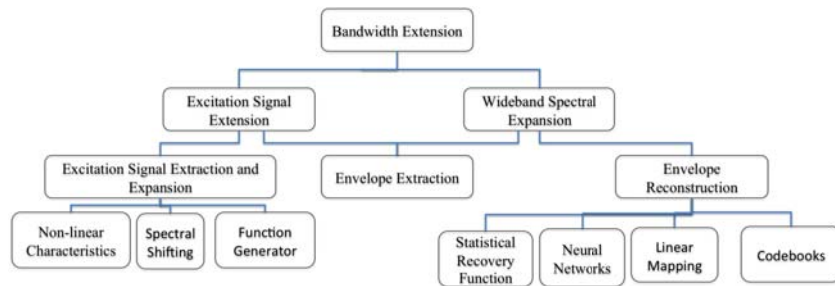 Bandwidth Extension
Excitation Signal
Extension
Wideband Spectral
Expansion
Excitation Signal Extraction and
Expansion
Envelope Extraction
Envelope
Reconstruction
Non-linear
Characteristics
Spectral
Shifting
Function
Generator
Statistical
Recovery
Function
Neural
Networks
Linear
Mapping
Codebooks